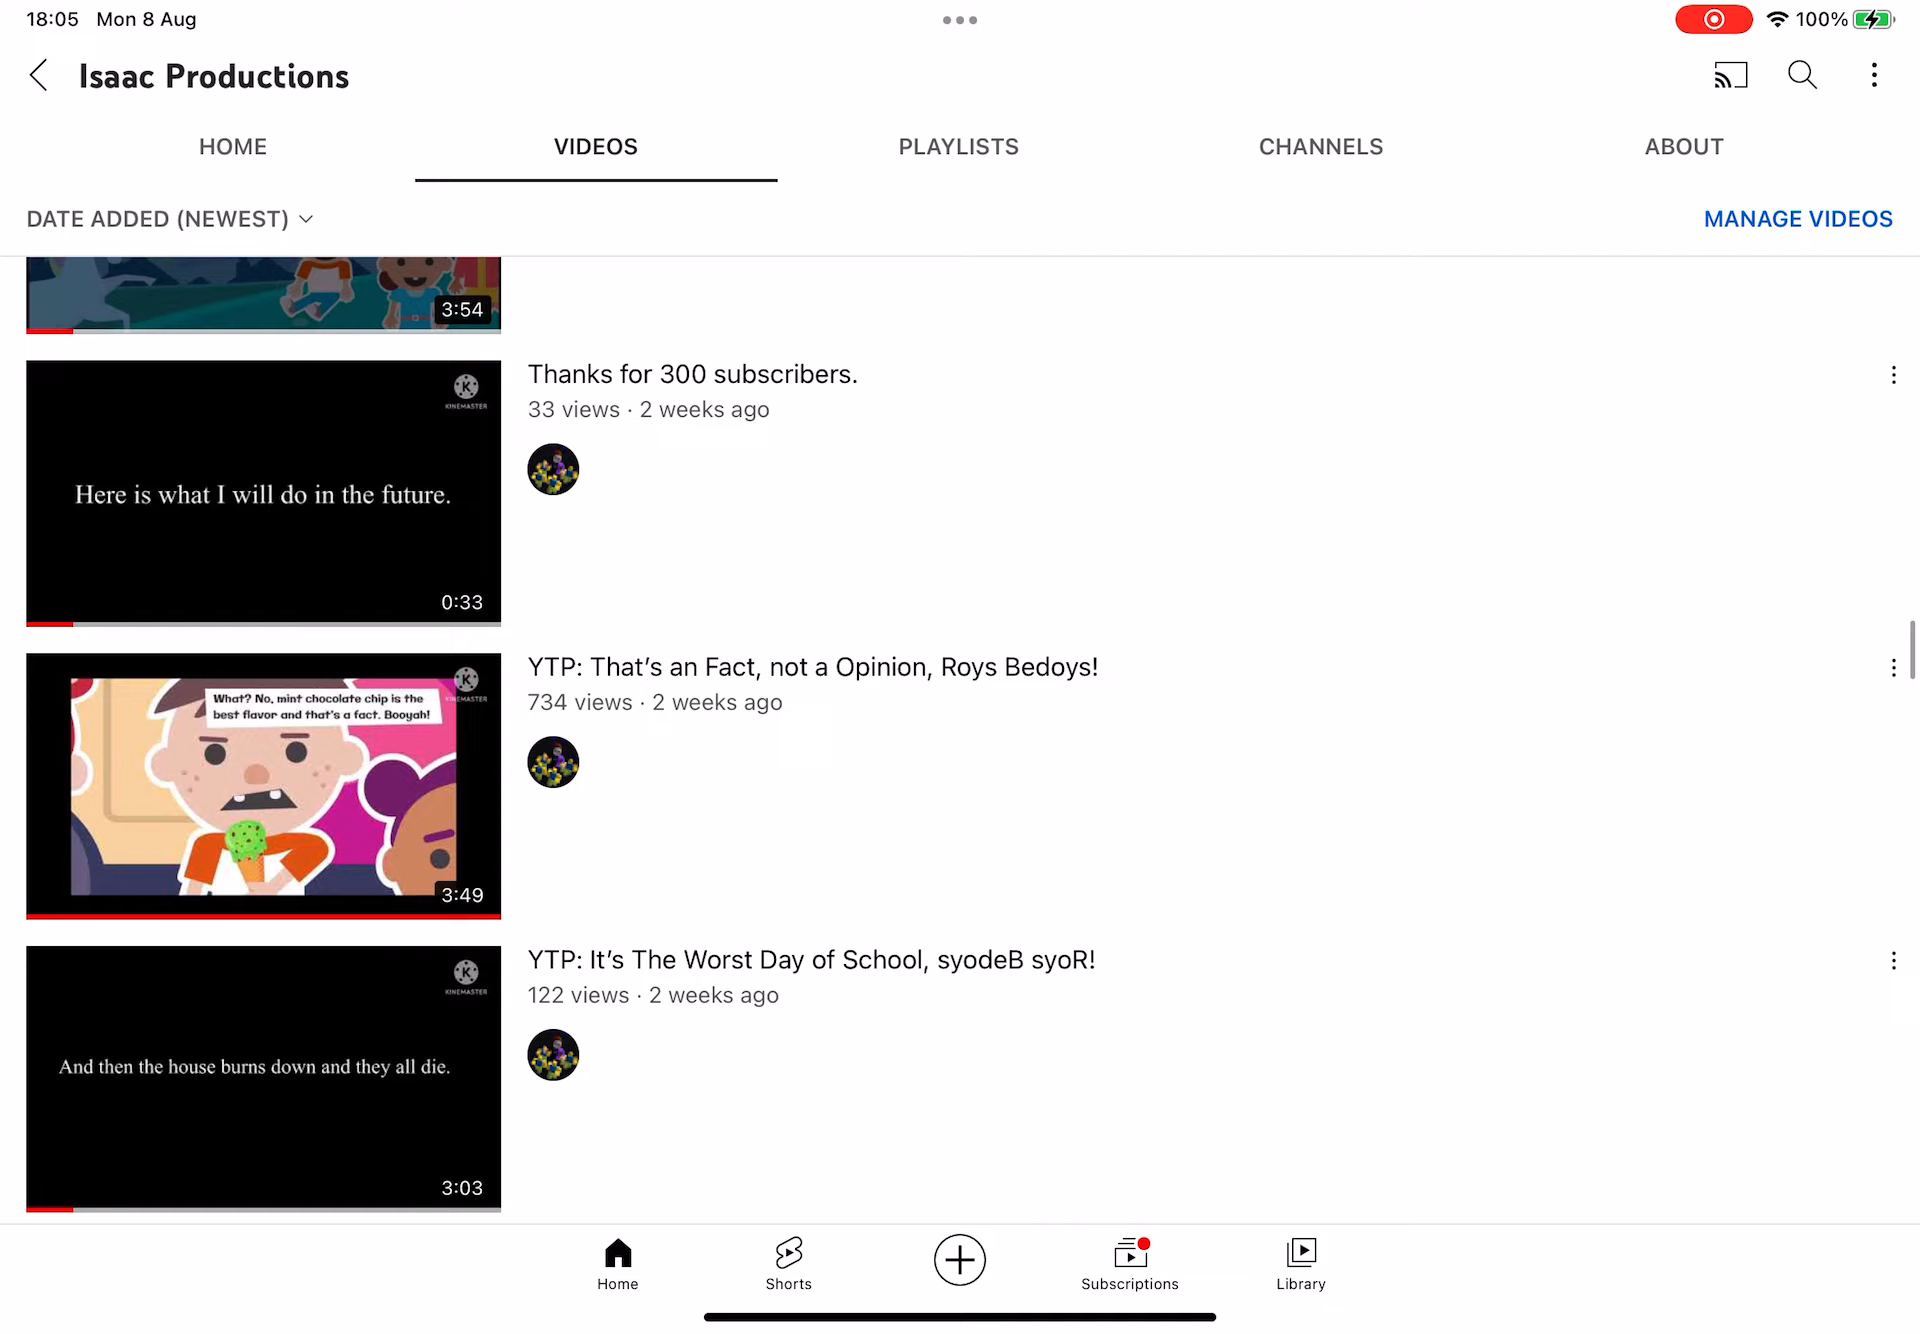 18:05 Mon 8 Aug
100%
Isaac Productions
HOME
VIDEOS
PLAYLISTS
CHANNELS
ABOUT
DATE ADDED (NEWEST)
MANAGE VIDEOS
3:54
K
KINEMASTER
Here is what I will do in the future.
0:33
Thanks for 300 subscribers.
33 views · 2 weeks ago
K
KINEMASTER
What? No, mint chocolate chip is the
best flavor and that's a fact. Booyah!
3:49
YTP: That’s an Fact, not a Opinion, Roys Bedoys!
734 views · 2 weeks ago
K
KINEMASTER
And then the house burns down and they all die.
3:03
YTP: It’s The Worst Day of School, syodeB syoR!
122 views · 2 weeks ago
Home
Shorts
Subscriptions
Library